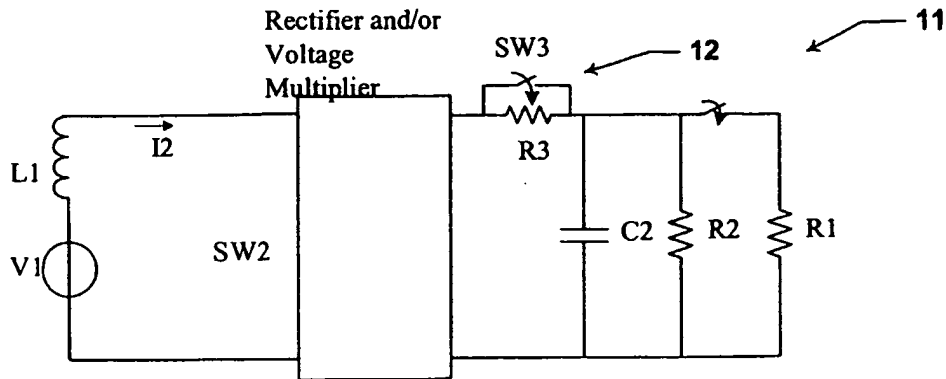 Rectifier and/or
Voltage
Multiplier
SW3
12
11
I2
R3
L1
SW2
C2
R2
R1
V1